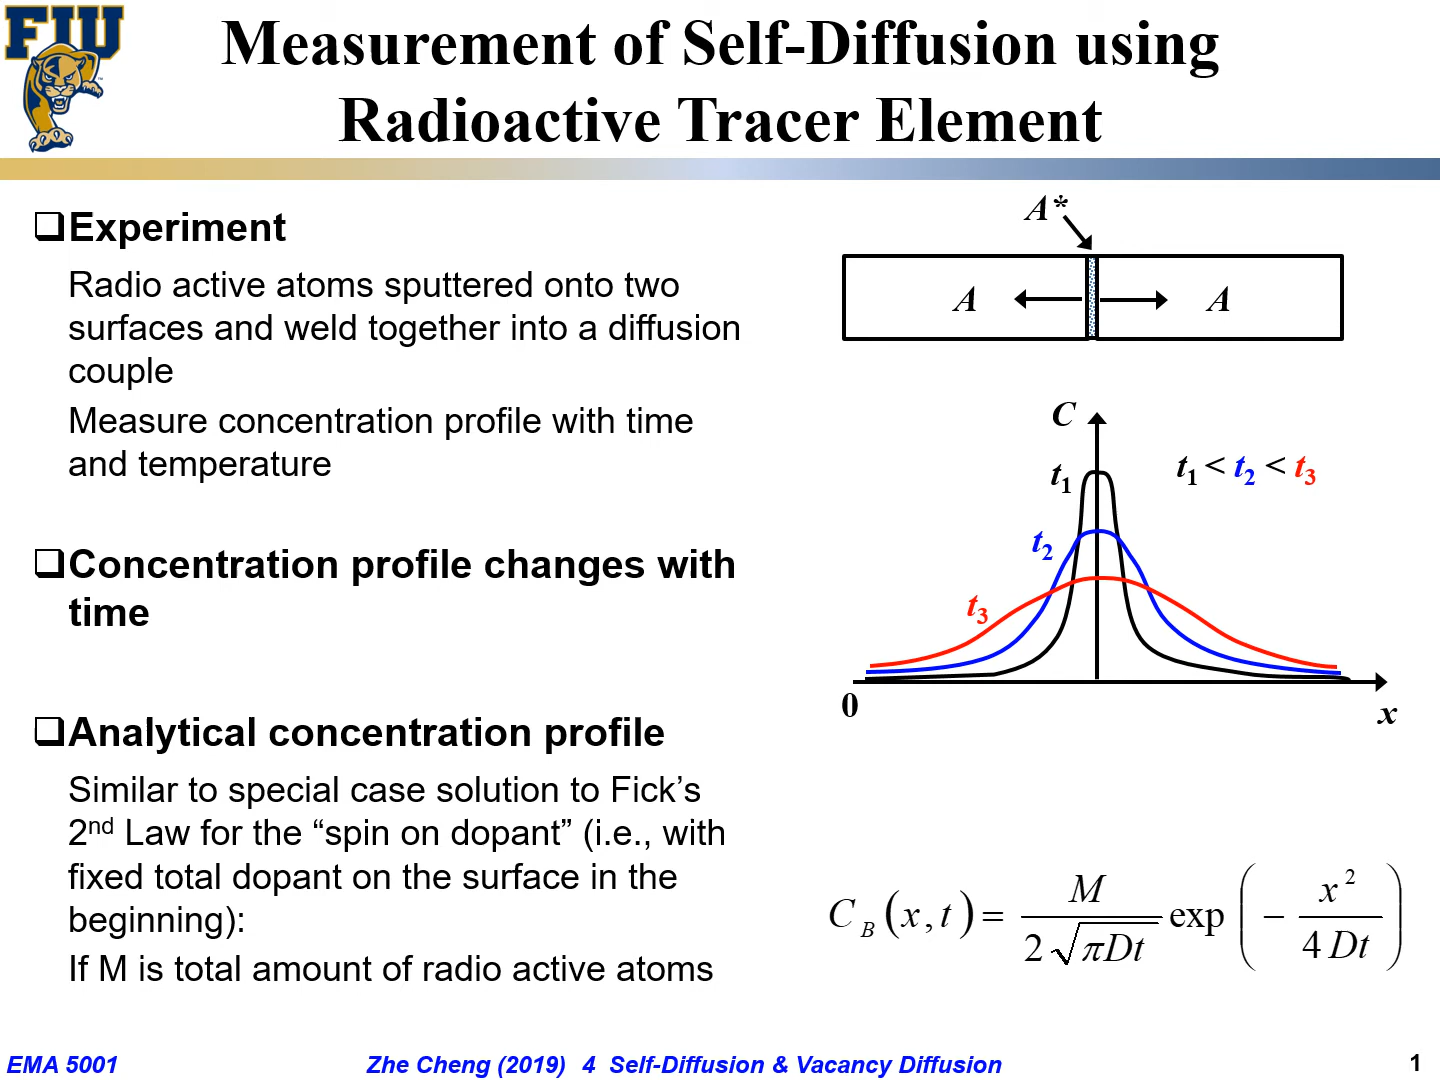 FIU
Measurement of Self-Diffusion using
Radioactive Tracer Element
❑Experiment
Radio active atoms sputtered onto two
surfaces and weld together into a diffusion
couple
Measure concentration profile with time
and temperature
❑Concentration profile changes with
time
❑Analytical concentration profile
Similar to special case solution to Fick’s
2nd Law for the “spin on dopant” (i.e., with
fixed total dopant on the surface in the
beginning):
If M is total amount of radio active atoms
A*
A A
C
t1
t1 < t2 < t3
t2
t3
0
x
C_B(x,t) = M / (2√(πDt)) exp(− x² / (4Dt))
EMA 5001 Zhe Cheng (2019) 4 Self-Diffusion & Vacancy Diffusion 1